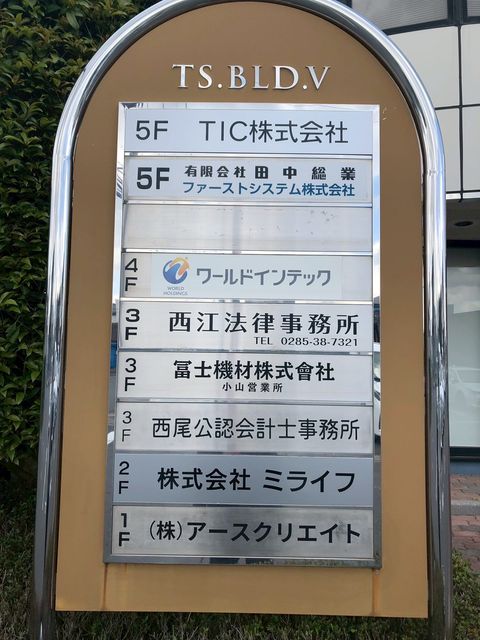 TS.BLD.V
5F TIC株式会社
5F 有限会社 田中総業
ファーストシステム株式会社
4F WORLD HOLDINGS ワールドインテック
3F 西江法律事務所
TEL 0285-38-7321
3F 冨士機材株式會社
小山営業所
3F 西尾公認会計士事務所
2F 株式会社 ミライフ
1F (株)アースクリエイト